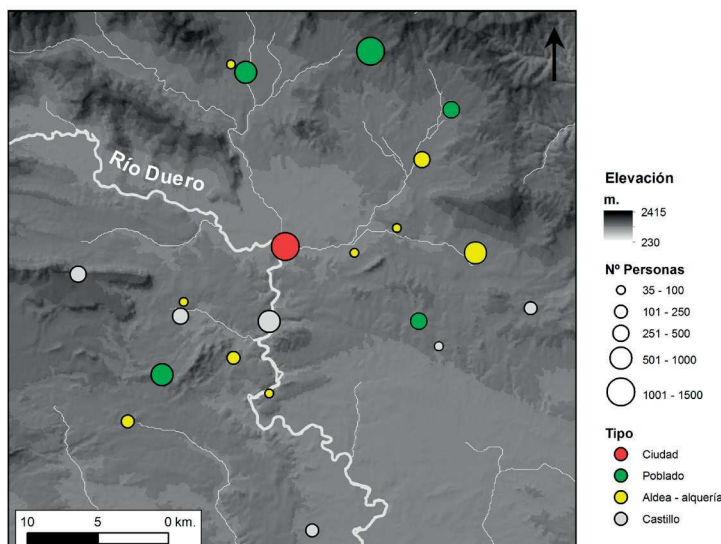 Río Duero
10 5 0 km.
Elevación
m.
2415
230
Nº Personas
35 - 100
101 - 250
251 - 500
501 - 1000
1001 - 1500
Tipo
Ciudad
Poblado
Aldea - alquería
Castillo